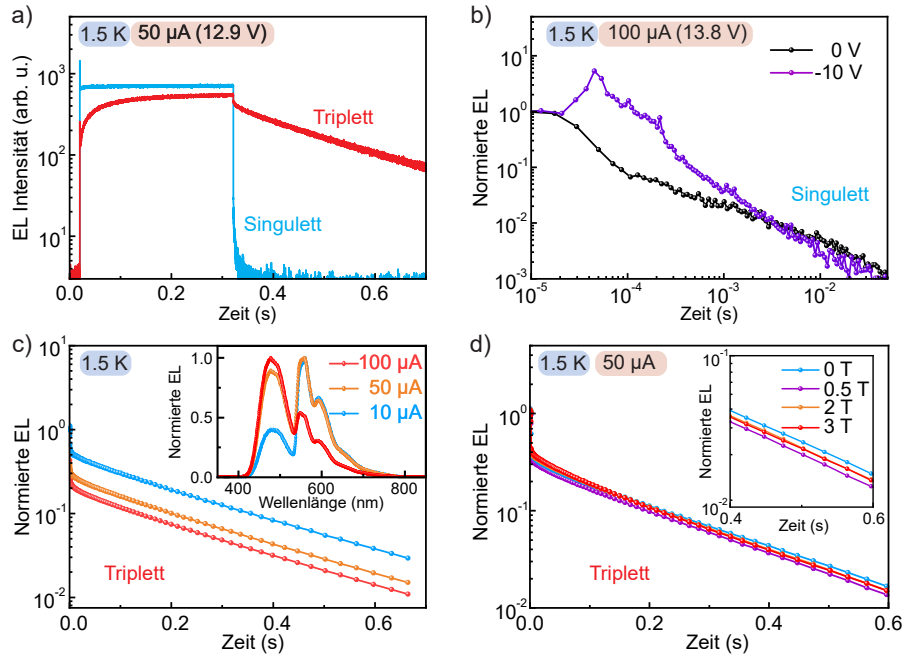 a)
1.5 K 50 µA (12.9 V)
EL Intensität (arb. u.)
10³
10²
10¹
Triplett
Singulett
0.0 0.2 0.4 0.6
Zeit (s)
b)
1.5 K 100 µA (13.8 V)
0 V
-10 V
Normierte EL
10¹
10⁰
10⁻¹
10⁻²
10⁻³
Singulett
10⁻⁵ 10⁻⁴ 10⁻³ 10⁻²
Zeit (s)
c)
1.5 K
Normierte EL
10¹
10⁰
10⁻¹
10⁻²
Triplett
0.0 0.2 0.4 0.6
Zeit (s)
Normierte EL
1.0
0.5
0.0
100 µA
50 µA
10 µA
400 600 800
Wellenlänge (nm)
d)
1.5 K 50 µA
Normierte EL
10¹
10⁰
10⁻¹
10⁻²
Triplett
0.0 0.2 0.4 0.6
Zeit (s)
Normierte EL
10⁻¹
10⁻²
0 T
0.5 T
2 T
3 T
0.4 0.6
Zeit (s)